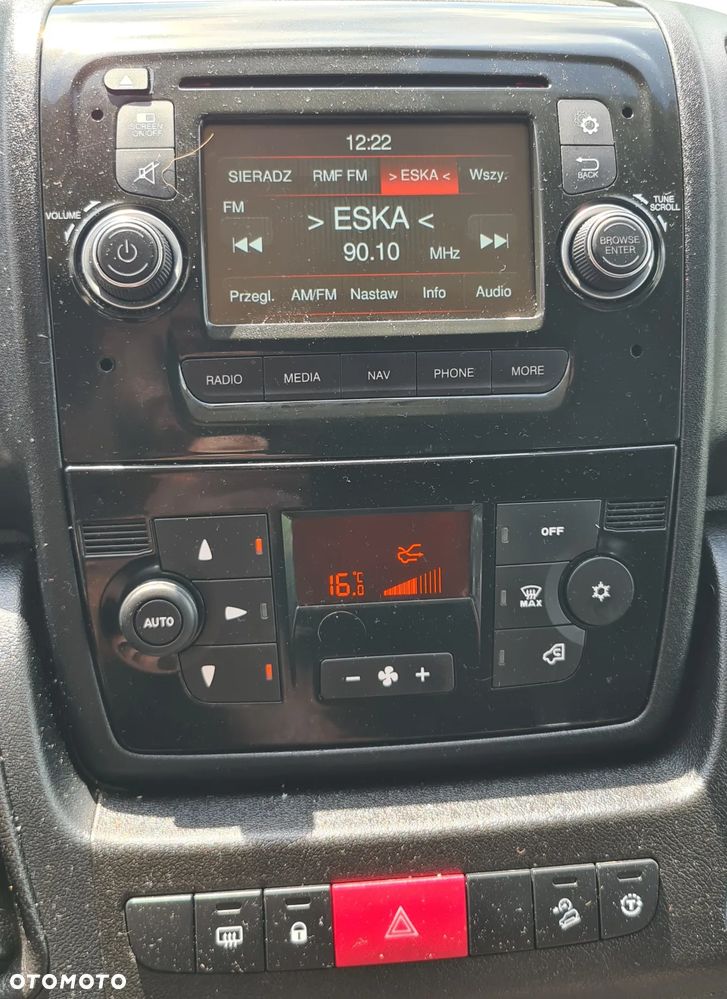 12:22
SCREEN
ON/OFF
SIERADZ RMF FM > ESKA < Wszy.
BACK
VOLUME
TUNE
SCROLL
FM
> ESKA <
BROWSE
ENTER
90.10 MHz
Przegl. AM/FM Nastaw Info Audio
RADIO MEDIA NAV PHONE MORE
OFF
16.0 °C
MAX
AUTO
- +
OTOMOTO